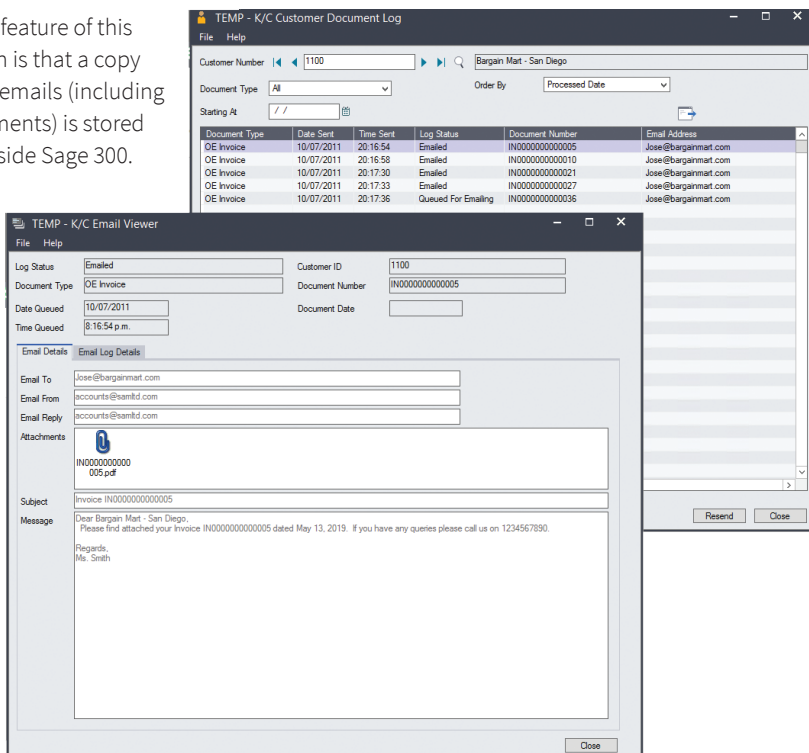 feature of this
is that a copy
emails (including
ments) is stored
side Sage 300.
TEMP - K/C Customer Document Log
File Help
Customer Number 1100 Bargain Mart - San Diego
Document Type All Order By Processed Date
Starting At / /
Document Type Date Sent Time Sent Log Status Document Number Email Address
OE Invoice 10/07/2011 20:16:54 Emailed IN0000000000005 Jose@bargainmart.com
OE Invoice 10/07/2011 20:16:58 Emailed IN0000000000010 Jose@bargainmart.com
OE Invoice 10/07/2011 20:17:30 Emailed IN0000000000021 Jose@bargainmart.com
OE Invoice 10/07/2011 20:17:33 Emailed IN0000000000027 Jose@bargainmart.com
OE Invoice 10/07/2011 20:17:36 Queued For Emailing IN0000000000036 Jose@bargainmart.com
Resend Close
TEMP - K/C Email Viewer
File Help
Log Status Emailed Customer ID 1100
Document Type OE Invoice Document Number IN0000000000005
Date Queued 10/07/2011 Document Date
Time Queued 8:16:54 p.m.
Email Details Email Log Details
Email To Jose@bargainmart.com
Email From accounts@samltd.com
Email Reply accounts@samltd.com
Attachments
IN0000000000
005.pdf
Subject Invoice IN0000000000005
Message Dear Bargain Mart - San Diego,
Please find attached your Invoice IN0000000000005 dated May 13, 2019. If you have any queries please call us on 1234567890.
Regards,
Ms. Smith
Close